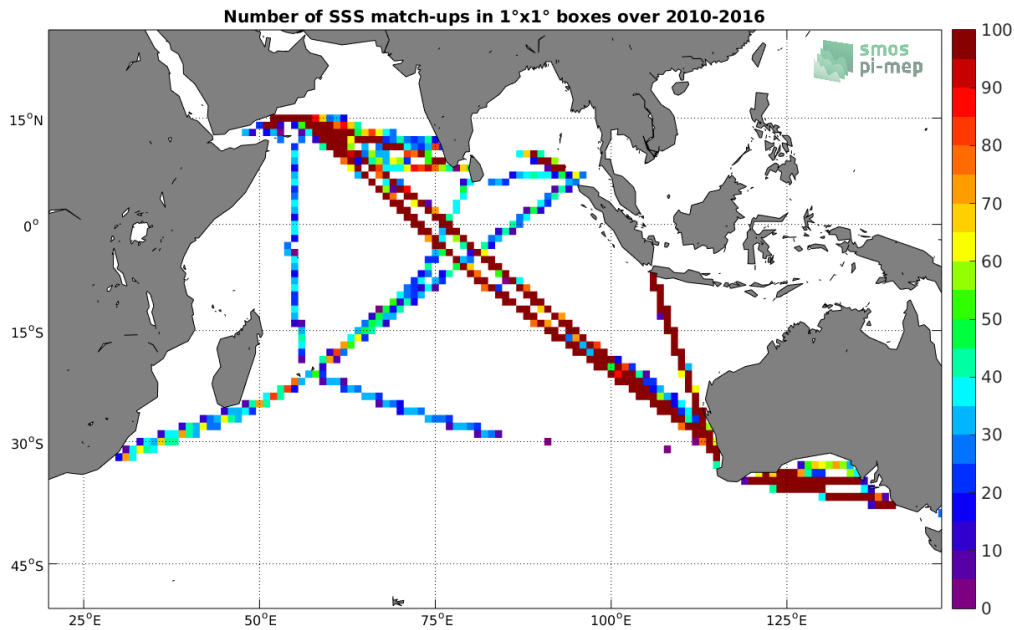 Number of SSS match-ups in 1°x1° boxes over 2010-2016
smos
pi-mep
15°N
0°
15°S
30°S
45°S
25°E
50°E
75°E
100°E
125°E
100
90
80
70
60
50
40
30
20
10
0